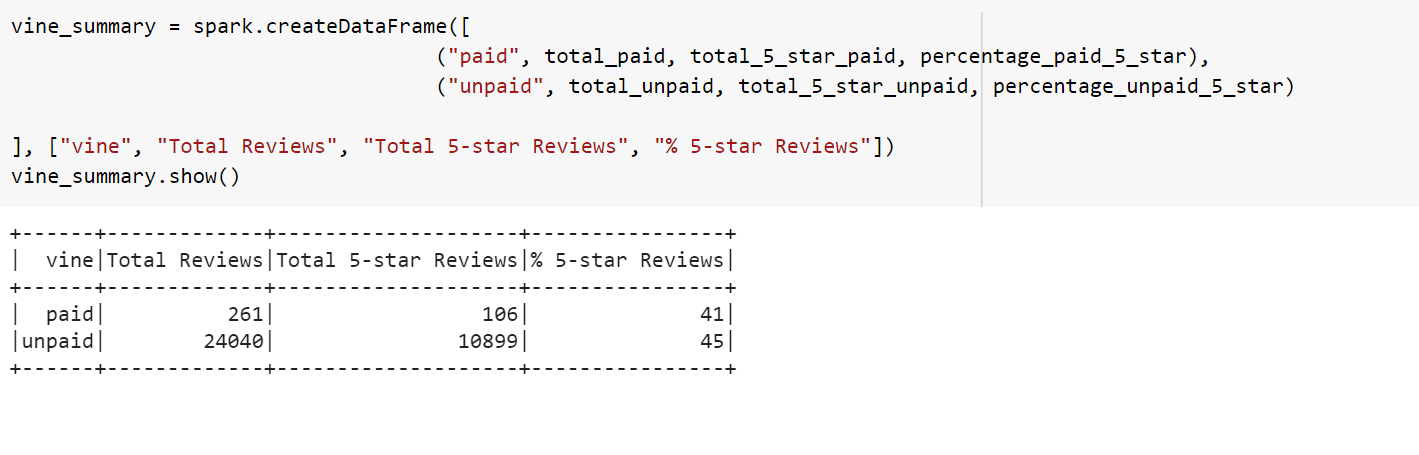 vine_summary = spark.createDataFrame([
                                   ("paid", total_paid, total_5_star_paid, percentage_paid_5_star),
                                   ("unpaid", total_unpaid, total_5_star_unpaid, percentage_unpaid_5_star)
], ["vine", "Total Reviews", "Total 5-star Reviews", "% 5-star Reviews"])
vine_summary.show()
+------+-------------+--------------------+----------------+
|  vine|Total Reviews|Total 5-star Reviews|% 5-star Reviews|
+------+-------------+--------------------+----------------+
|  paid|          261|                 106|              41|
|unpaid|        24040|               10899|              45|
+------+-------------+--------------------+----------------+